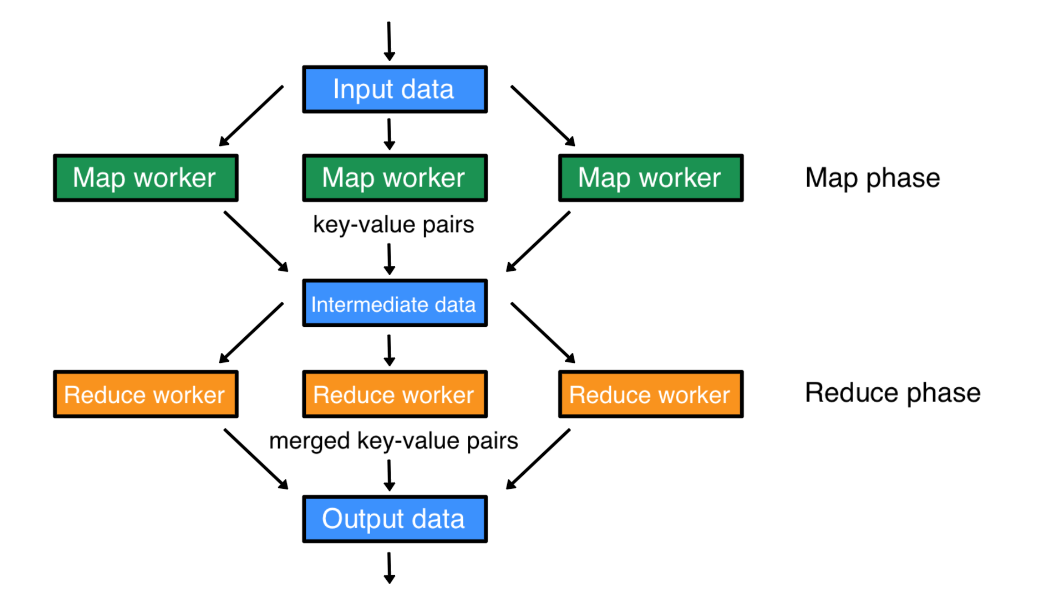 Input data
Map worker
Map worker
Map worker
Map phase
key-value pairs
Intermediate data
Reduce worker
Reduce worker
Reduce worker
Reduce phase
merged key-value pairs
Output data